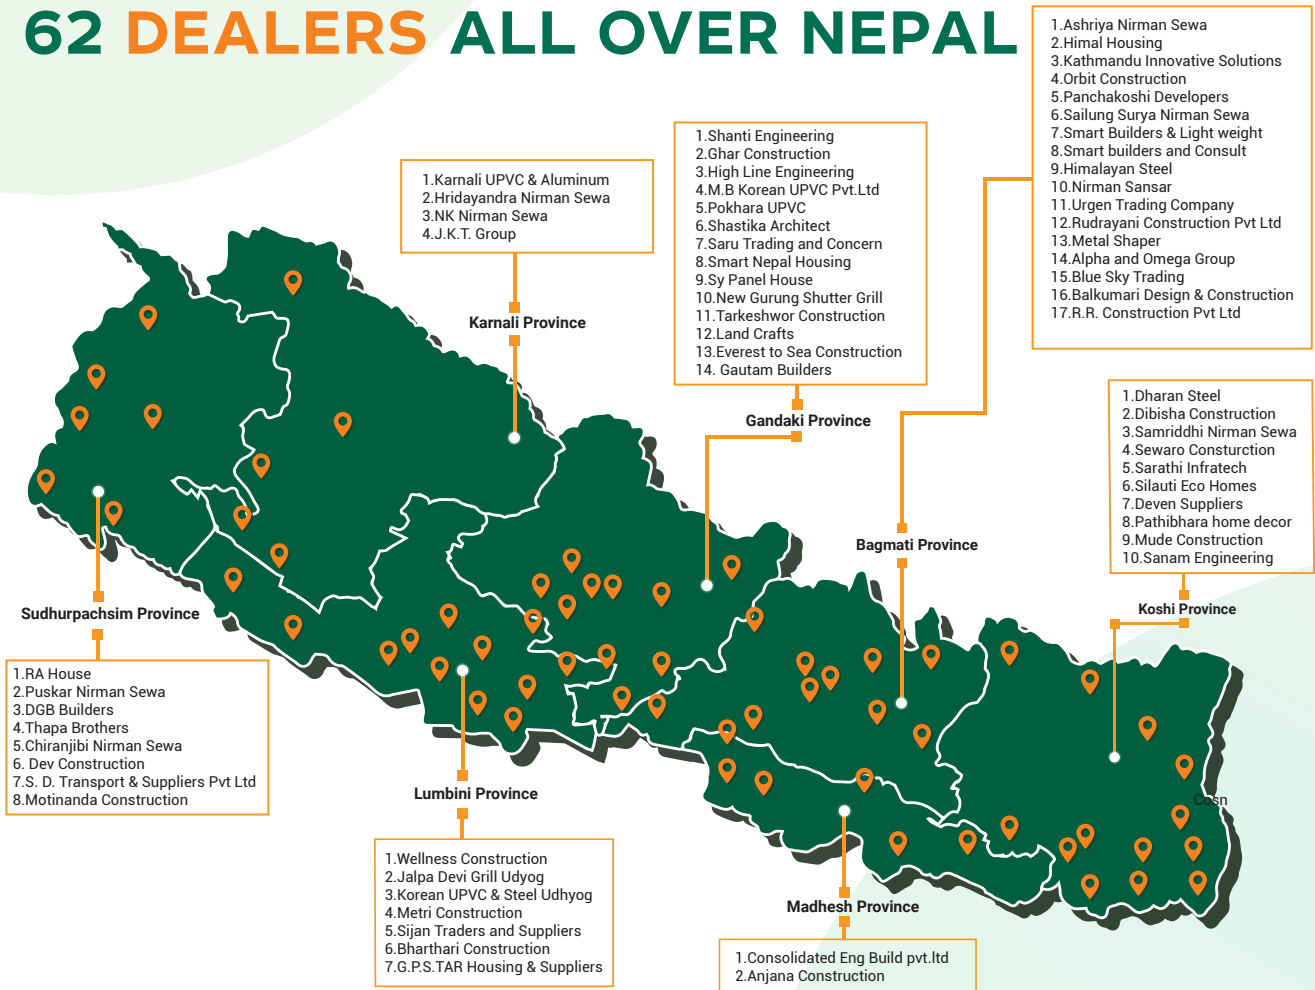 62 DEALERS ALL OVER NEPAL
1.Ashriya Nirman Sewa
2.Himal Housing
3.Kathmandu Innovative Solutions
4.Orbit Construction
5.Panchakoshi Developers
6.Sailung Surya Nirman Sewa
7.Smart Builders & Light weight
8.Smart builders and Consult
9.Himalayan Steel
10.Nirman Sansar
11.Urgen Trading Company
12.Rudrayani Construction Pvt Ltd
13.Metal Shaper
14.Alpha and Omega Group
15.Blue Sky Trading
16.Balkumari Design & Construction
17.R.R. Construction Pvt Ltd
Bagmati Province
1.Shanti Engineering
2.Ghar Construction
3.High Line Engineering
4.M.B Korean UPVC Pvt.Ltd
5.Pokhara UPVC
6.Shastika Architect
7.Saru Trading and Concern
8.Smart Nepal Housing
9.Sy Panel House
10.New Gurung Shutter Grill
11.Tarkeshwor Construction
12.Land Crafts
13.Everest to Sea Construction
14. Gautam Builders
Gandaki Province
1.Karnali UPVC & Aluminum
2.Hridayandra Nirman Sewa
3.NK Nirman Sewa
4.J.K.T. Group
Karnali Province
1.Dharan Steel
2.Dibisha Construction
3.Samriddhi Nirman Sewa
4.Sewaro Consturction
5.Sarathi Infratech
6.Silauti Eco Homes
7.Deven Suppliers
8.Pathibhara home decor
9.Mude Construction
10.Sanam Engineering
Koshi Province
Cosn
Sudhurpachsim Province
1.RA House
2.Puskar Nirman Sewa
3.DGB Builders
4.Thapa Brothers
5.Chiranjibi Nirman Sewa
6. Dev Construction
7.S. D. Transport & Suppliers Pvt Ltd
8.Motinanda Construction
Lumbini Province
1.Wellness Construction
2.Jalpa Devi Grill Udyog
3.Korean UPVC & Steel Udhyog
4.Metri Construction
5.Sijan Traders and Suppliers
6.Bharthari Construction
7.G.P.S.TAR Housing & Suppliers
Madhesh Province
1.Consolidated Eng Build pvt.ltd
2.Anjana Construction